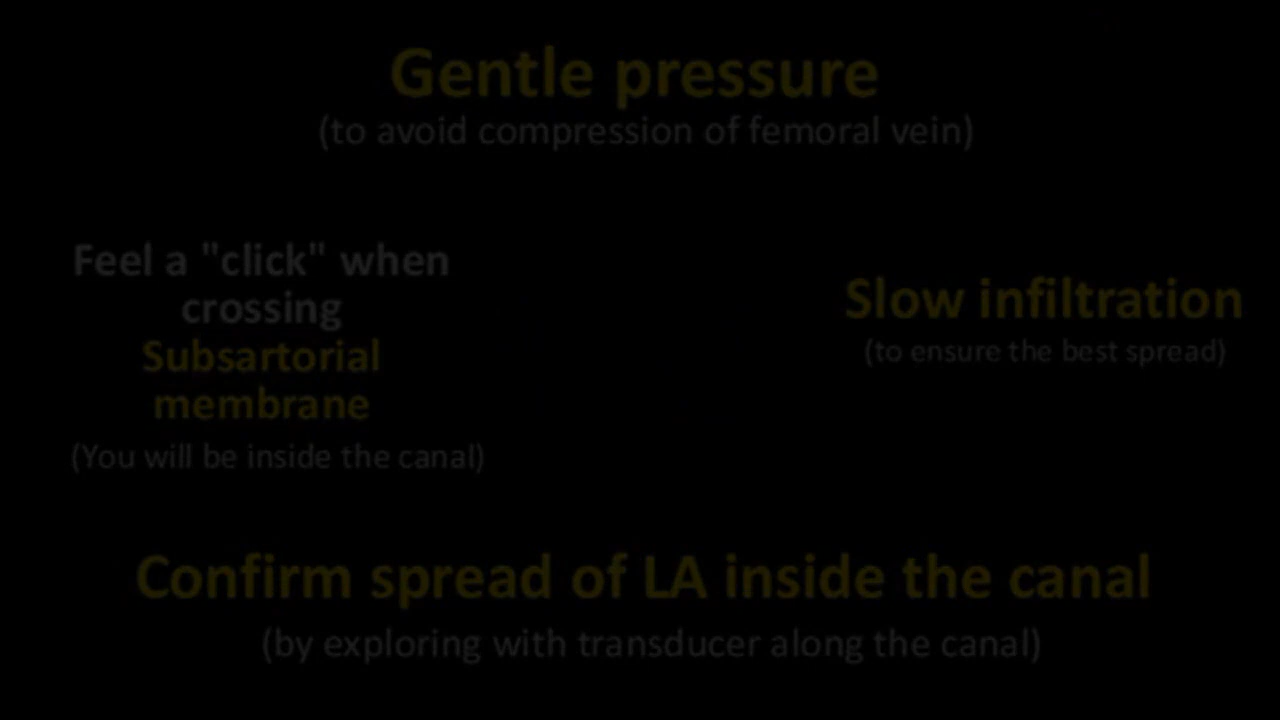 Gentle pressure
(to avoid compression of femoral vein)
Feel a "click" when
crossing
Subsartorial
membrane
(You will be inside the canal)
Slow infiltration
(to ensure the best spread)
Confirm spread of LA inside the canal
(by exploring with transducer along the canal)